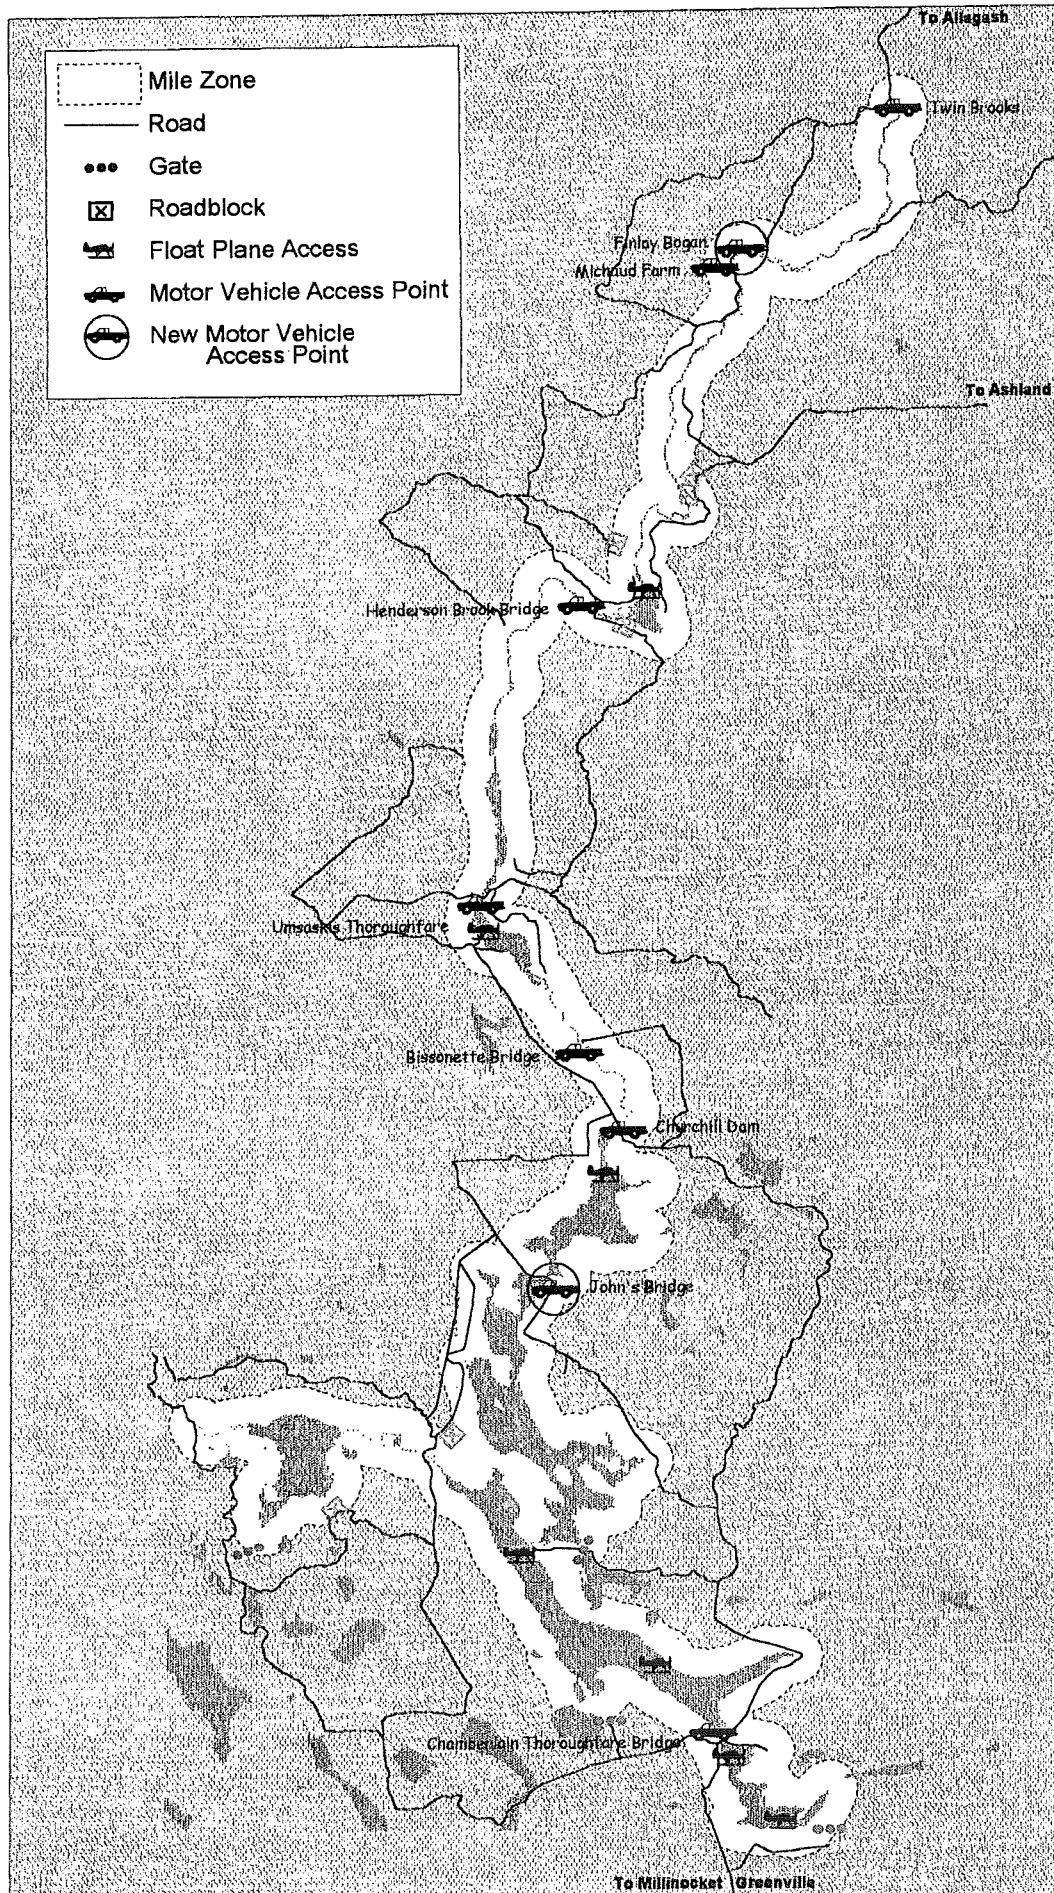 To Allagash
Mile Zone
Road
Gate
Roadblock
Float Plane Access
Motor Vehicle Access Point
New Motor Vehicle
Access Point
Twin Brooks
Finlay Bogan
Michaud Farm
To Ashland
Henderson Brook Bridge
Umsaskis Thoroughfare
Bissonette Bridge
Churchill Dam
John's Bridge
Chamberlain Thoroughfare Bridge
To Millinocket Greenville